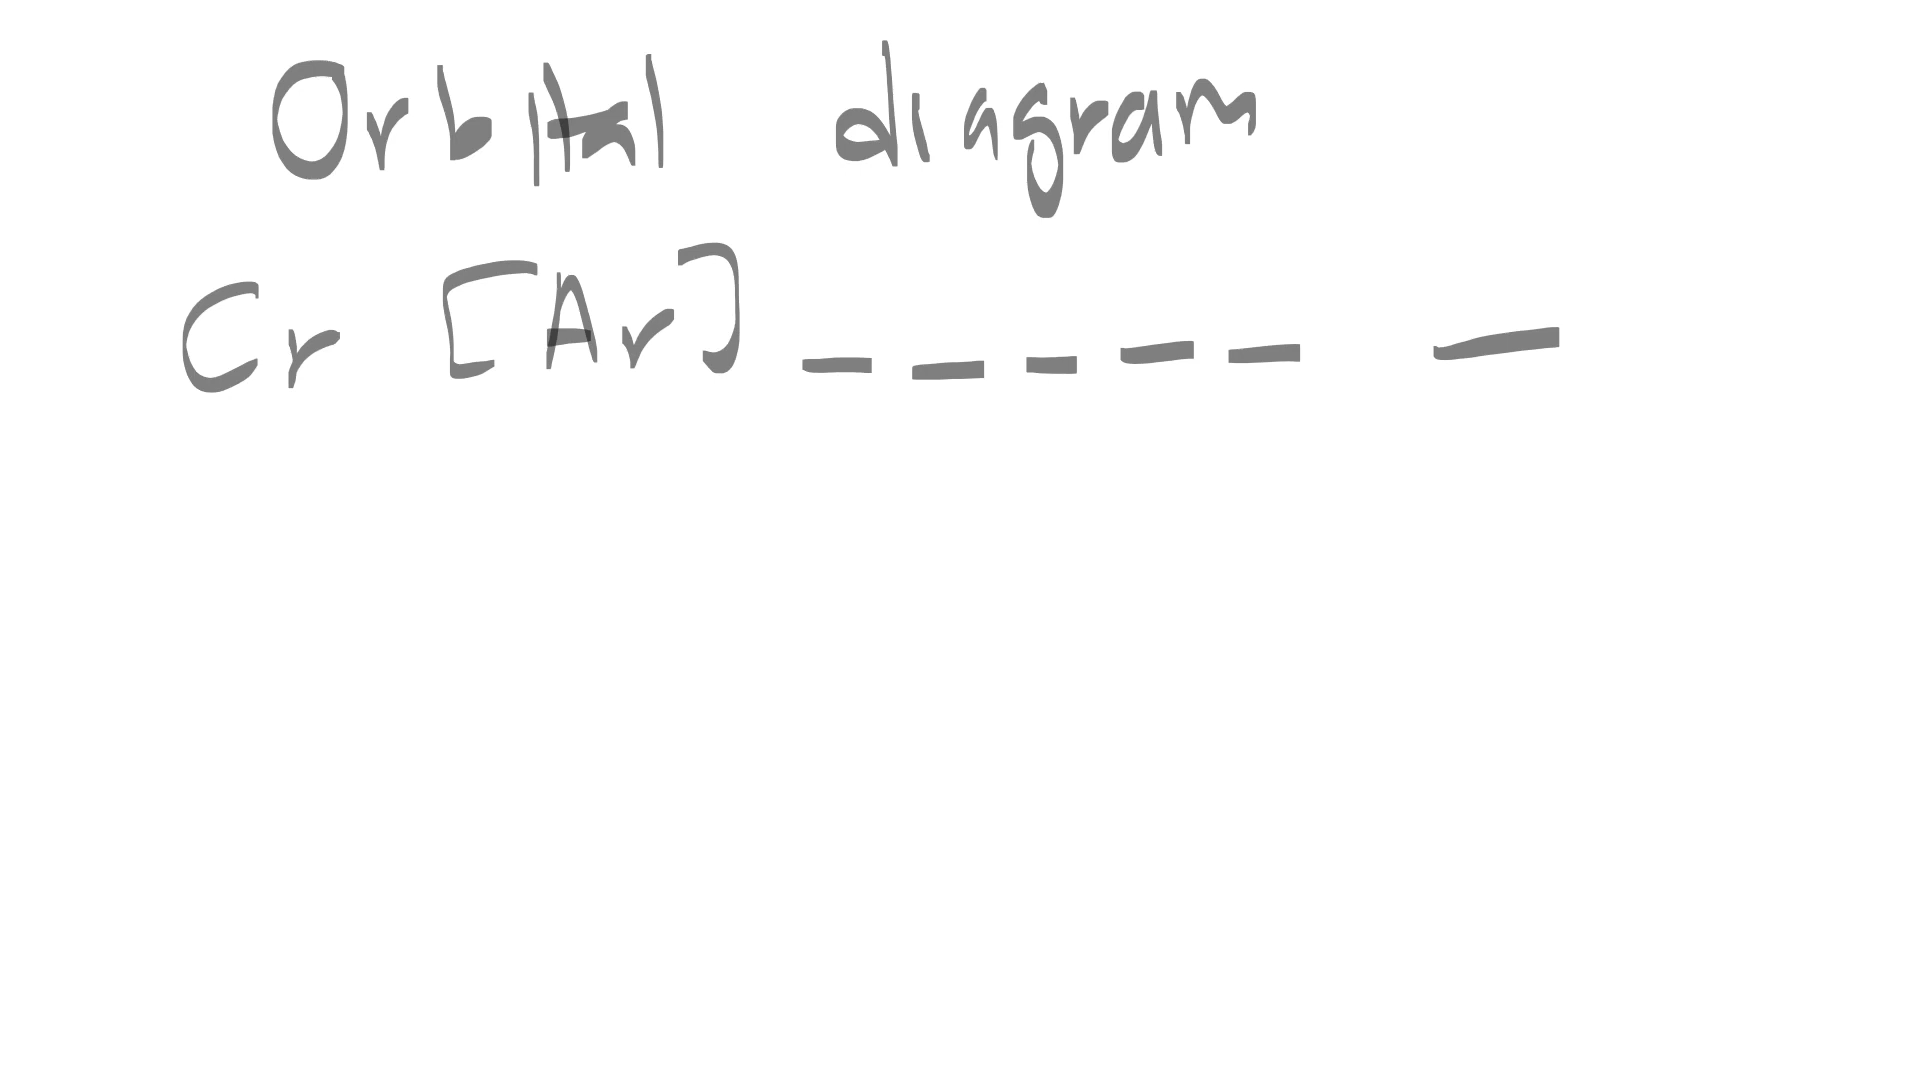 Orbital diagram
Cr [Ar] _ _ _ _ _ _